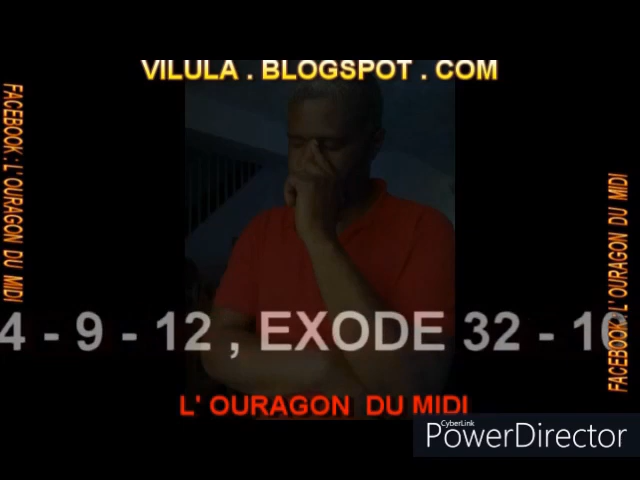 VILULA . BLOGSPOT . COM
FACEBOOK : L' OURAGON DU MIDI
FACEBOOK : L' OURAGON DU MIDI
4 - 9 - 12 , EXODE 32 - 10
L' OURAGON DU MIDI
CyberLink
PowerDirector